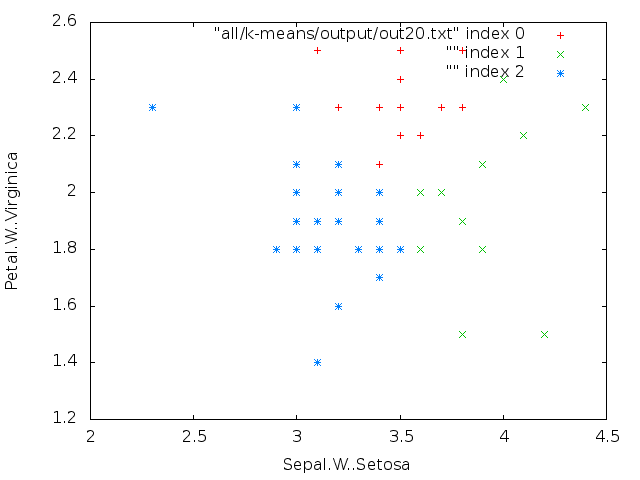 "all/k-means/output/out20.txt" index 0
"" index 1
"" index 2
2.6
2.4
2.2
2
1.8
1.6
1.4
1.2
Petal.W..Virginica
2 2.5 3 3.5 4 4.5
Sepal.W..Setosa